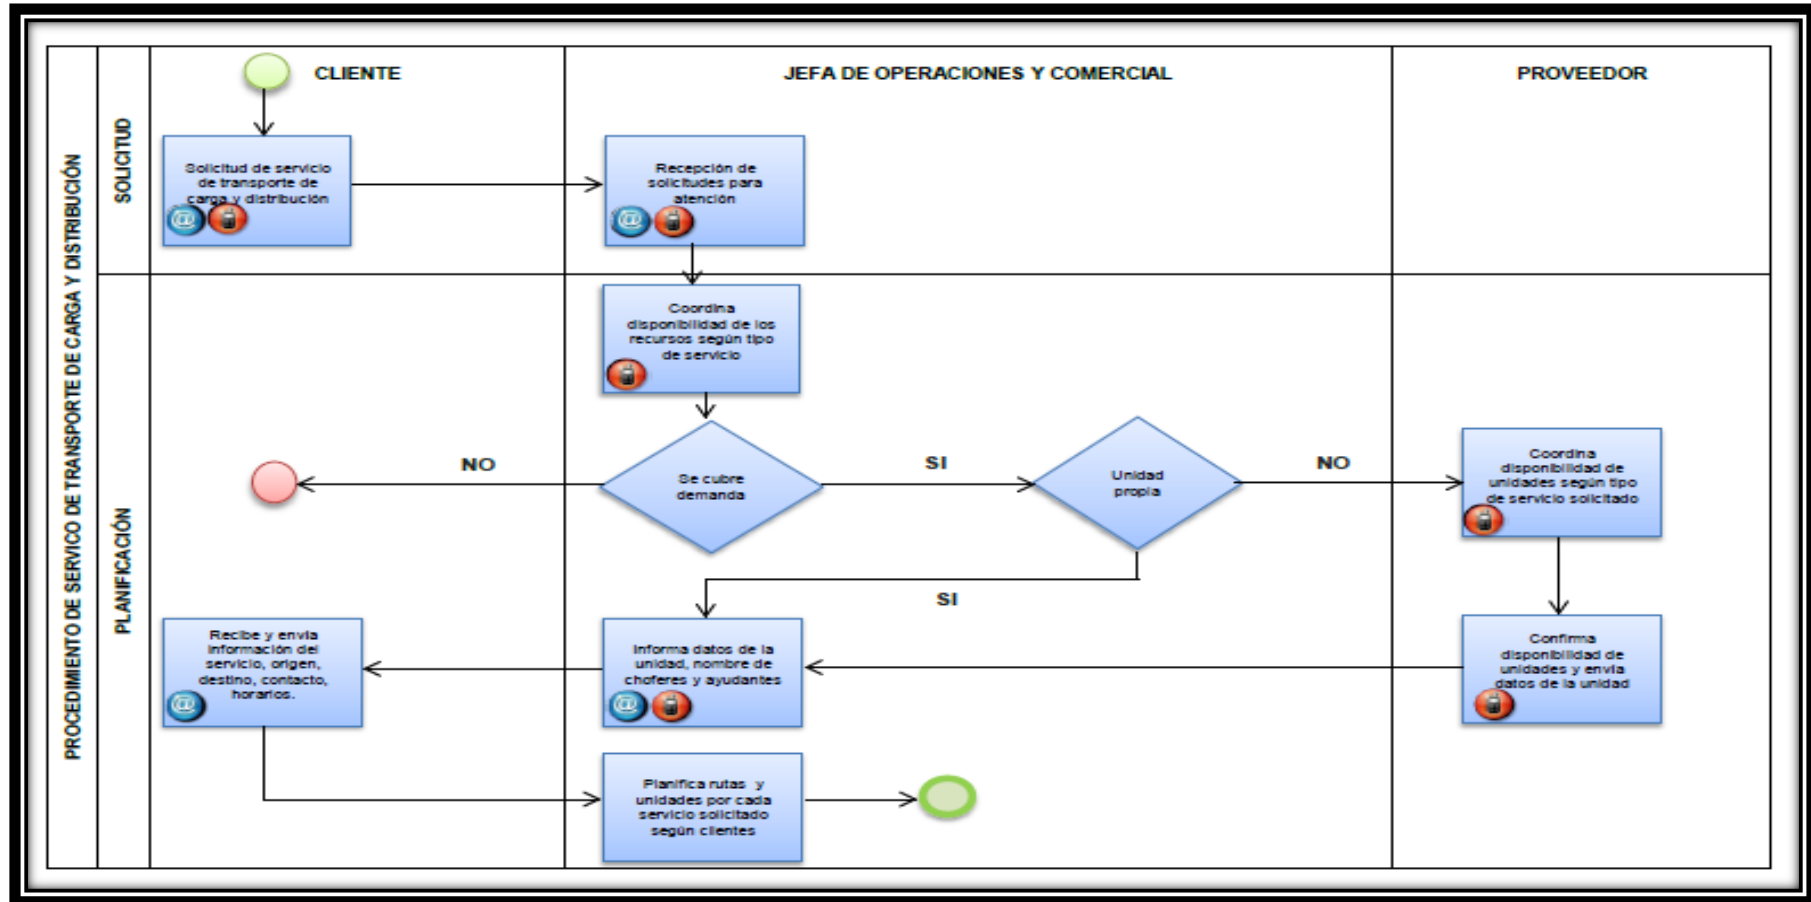 PROCEDIMIENTO DE SERVICO DE TRANSPORTE DE CARGA Y DISTRIBUCIÓN
CLIENTE
JEFA DE OPERACIONES Y COMERCIAL
PROVEEDOR
SOLICITUD
Solicitud de servicio
de transporte de
carga y distribución
@
Recepción de
solicitudes para
atención
@
PLANIFICACIÓN
Coordina
disponibilidad de los
recursos según tipo
de servicio
NO
Se cubre
demanda
SI
Unidad
propia
NO
Coordina
disponibilidad de
unidades según tipo
de servicio solicitado
SI
Recibe y envia
información del
servicio, origen,
destino, contacto,
horarios.
@
Informa datos de la
unidad, nombre de
choferes y ayudantes
@
Confirma
disponibilidad de
unidades y envia
datos de la unidad
Planifica rutas y
unidades por cada
servicio solicitado
según clientes